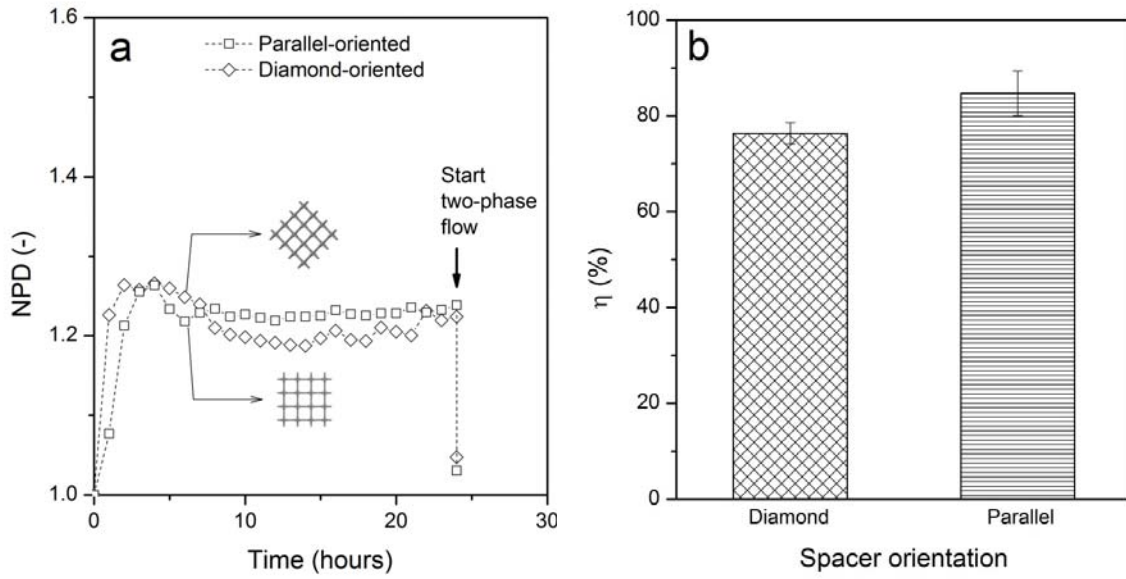 a
Parallel-oriented
Diamond-oriented
Start
two-phase
flow
1.6
1.4
1.2
1.0
NPD (-)
0
10
20
30
Time (hours)
b
100
80
60
40
20
0
η (%)
Diamond
Parallel
Spacer orientation